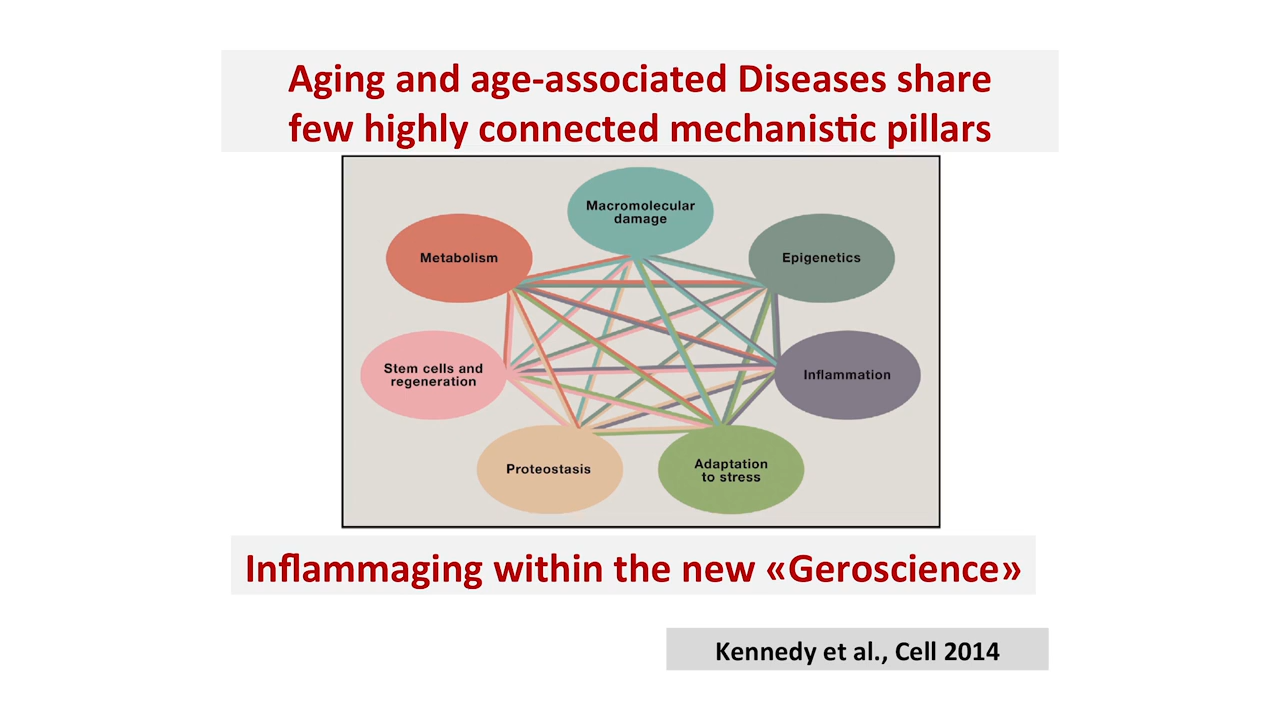 Aging and age-associated Diseases share
few highly connected mechanistic pillars
Macromolecular
damage
Metabolism
Epigenetics
Stem cells and
regeneration
Inflammation
Proteostasis
Adaptation
to stress
Inflammaging within the new «Geroscience»
Kennedy et al., Cell 2014